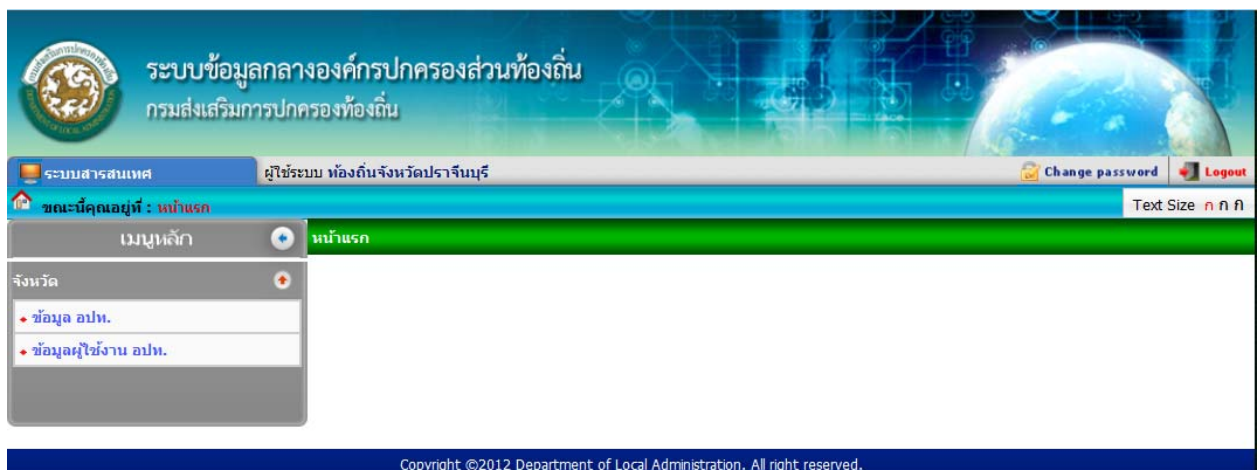 ระบบข้อมูลกลางองค์กรปกครองส่วนท้องถิ่น
กรมส่งเสริมการปกครองท้องถิ่น
ระบบสารสนเทศ
ผู้ใช้ระบบ ท้องถิ่นจังหวัดปราจีนบุรี
Change password
Logout
ขณะนี้คุณอยู่ที่ : หน้าแรก
Text Size ก ก ก
เมนูหลัก
หน้าแรก
จังหวัด
ข้อมูล อปท.
ข้อมูลผู้ใช้งาน อปท.
Copyright ©2012 Department of Local Administration. All right reserved.